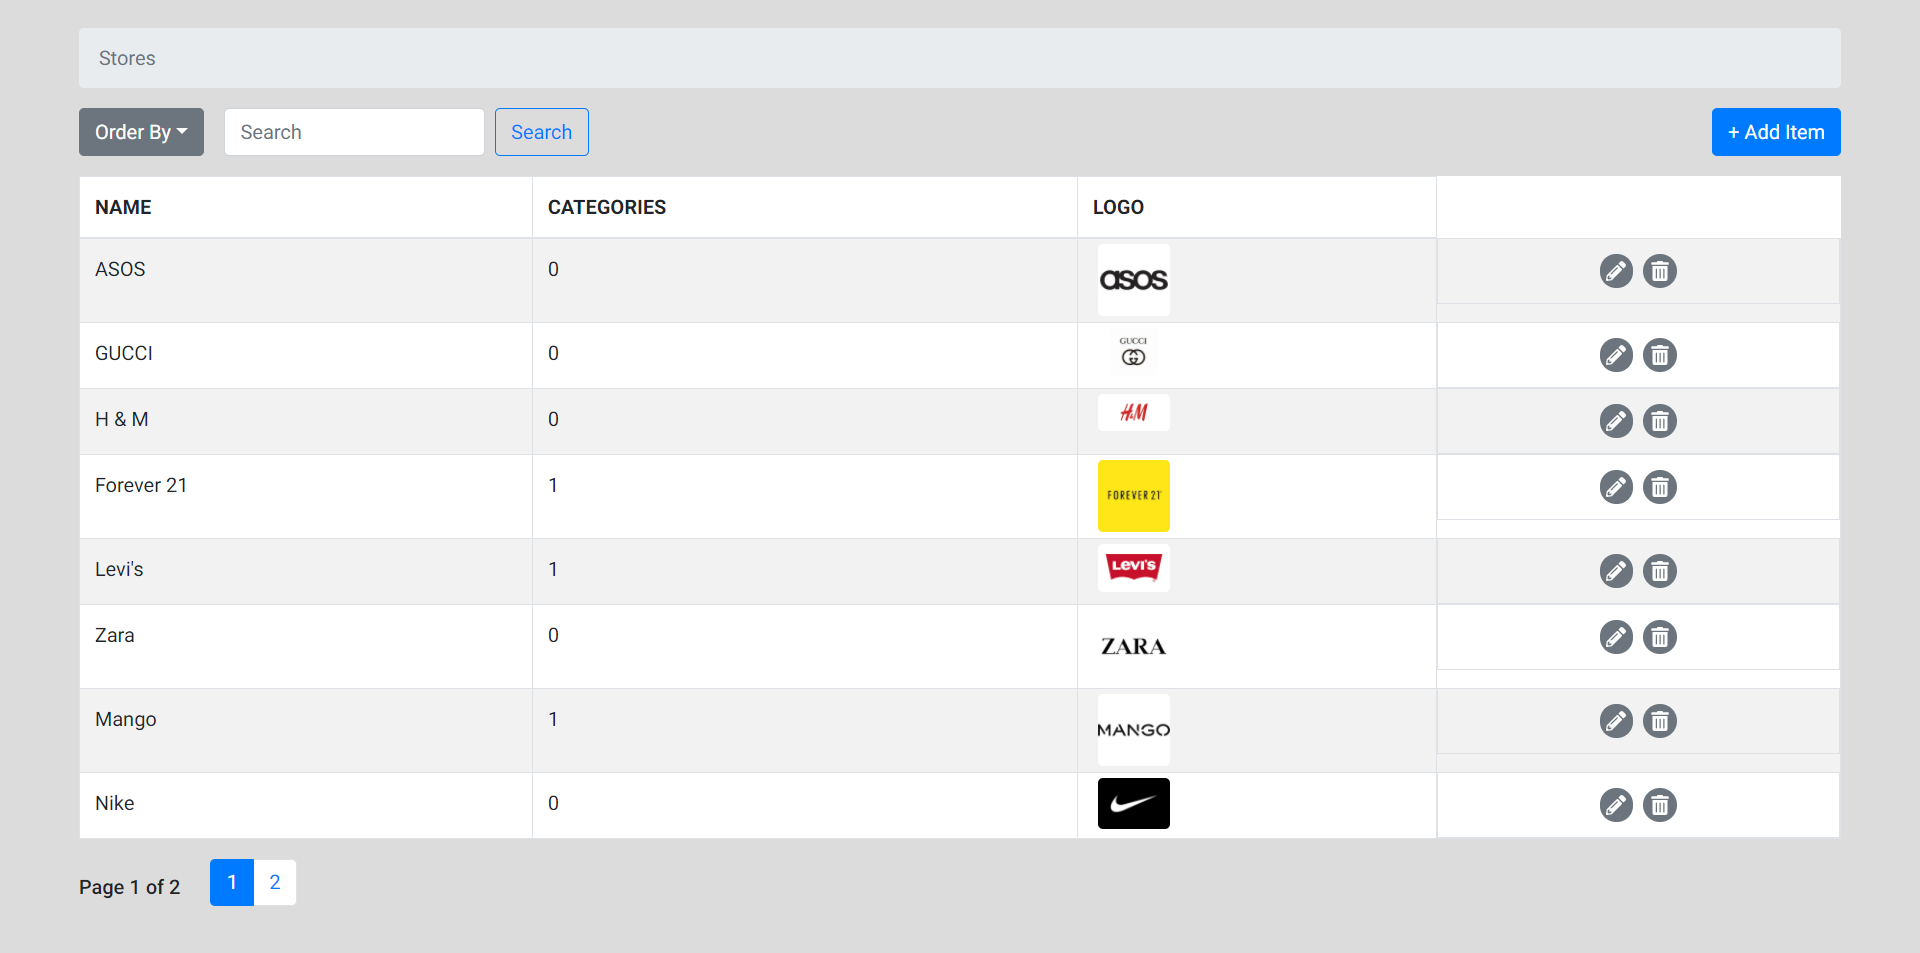 Stores
Order By Search Search + Add Item
NAME CATEGORIES LOGO
ASOS 0 asos
GUCCI 0 GUCCI
H & M 0 H&M
Forever 21 1 FOREVER 21
Levi's 1 Levi's
Zara 0 ZARA
Mango 1 MANGO
Nike 0
Page 1 of 2 1 2